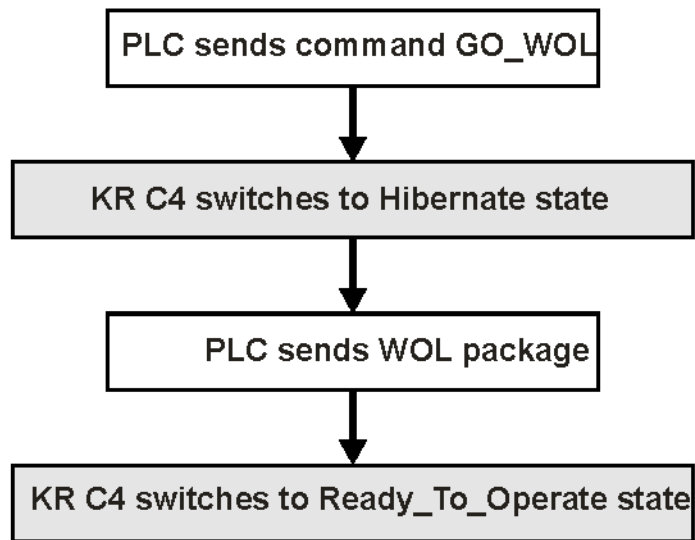 PLC sends command GO_WOL
KR C4 switches to Hibernate state
PLC sends WOL package
KR C4 switches to Ready_To_Operate state